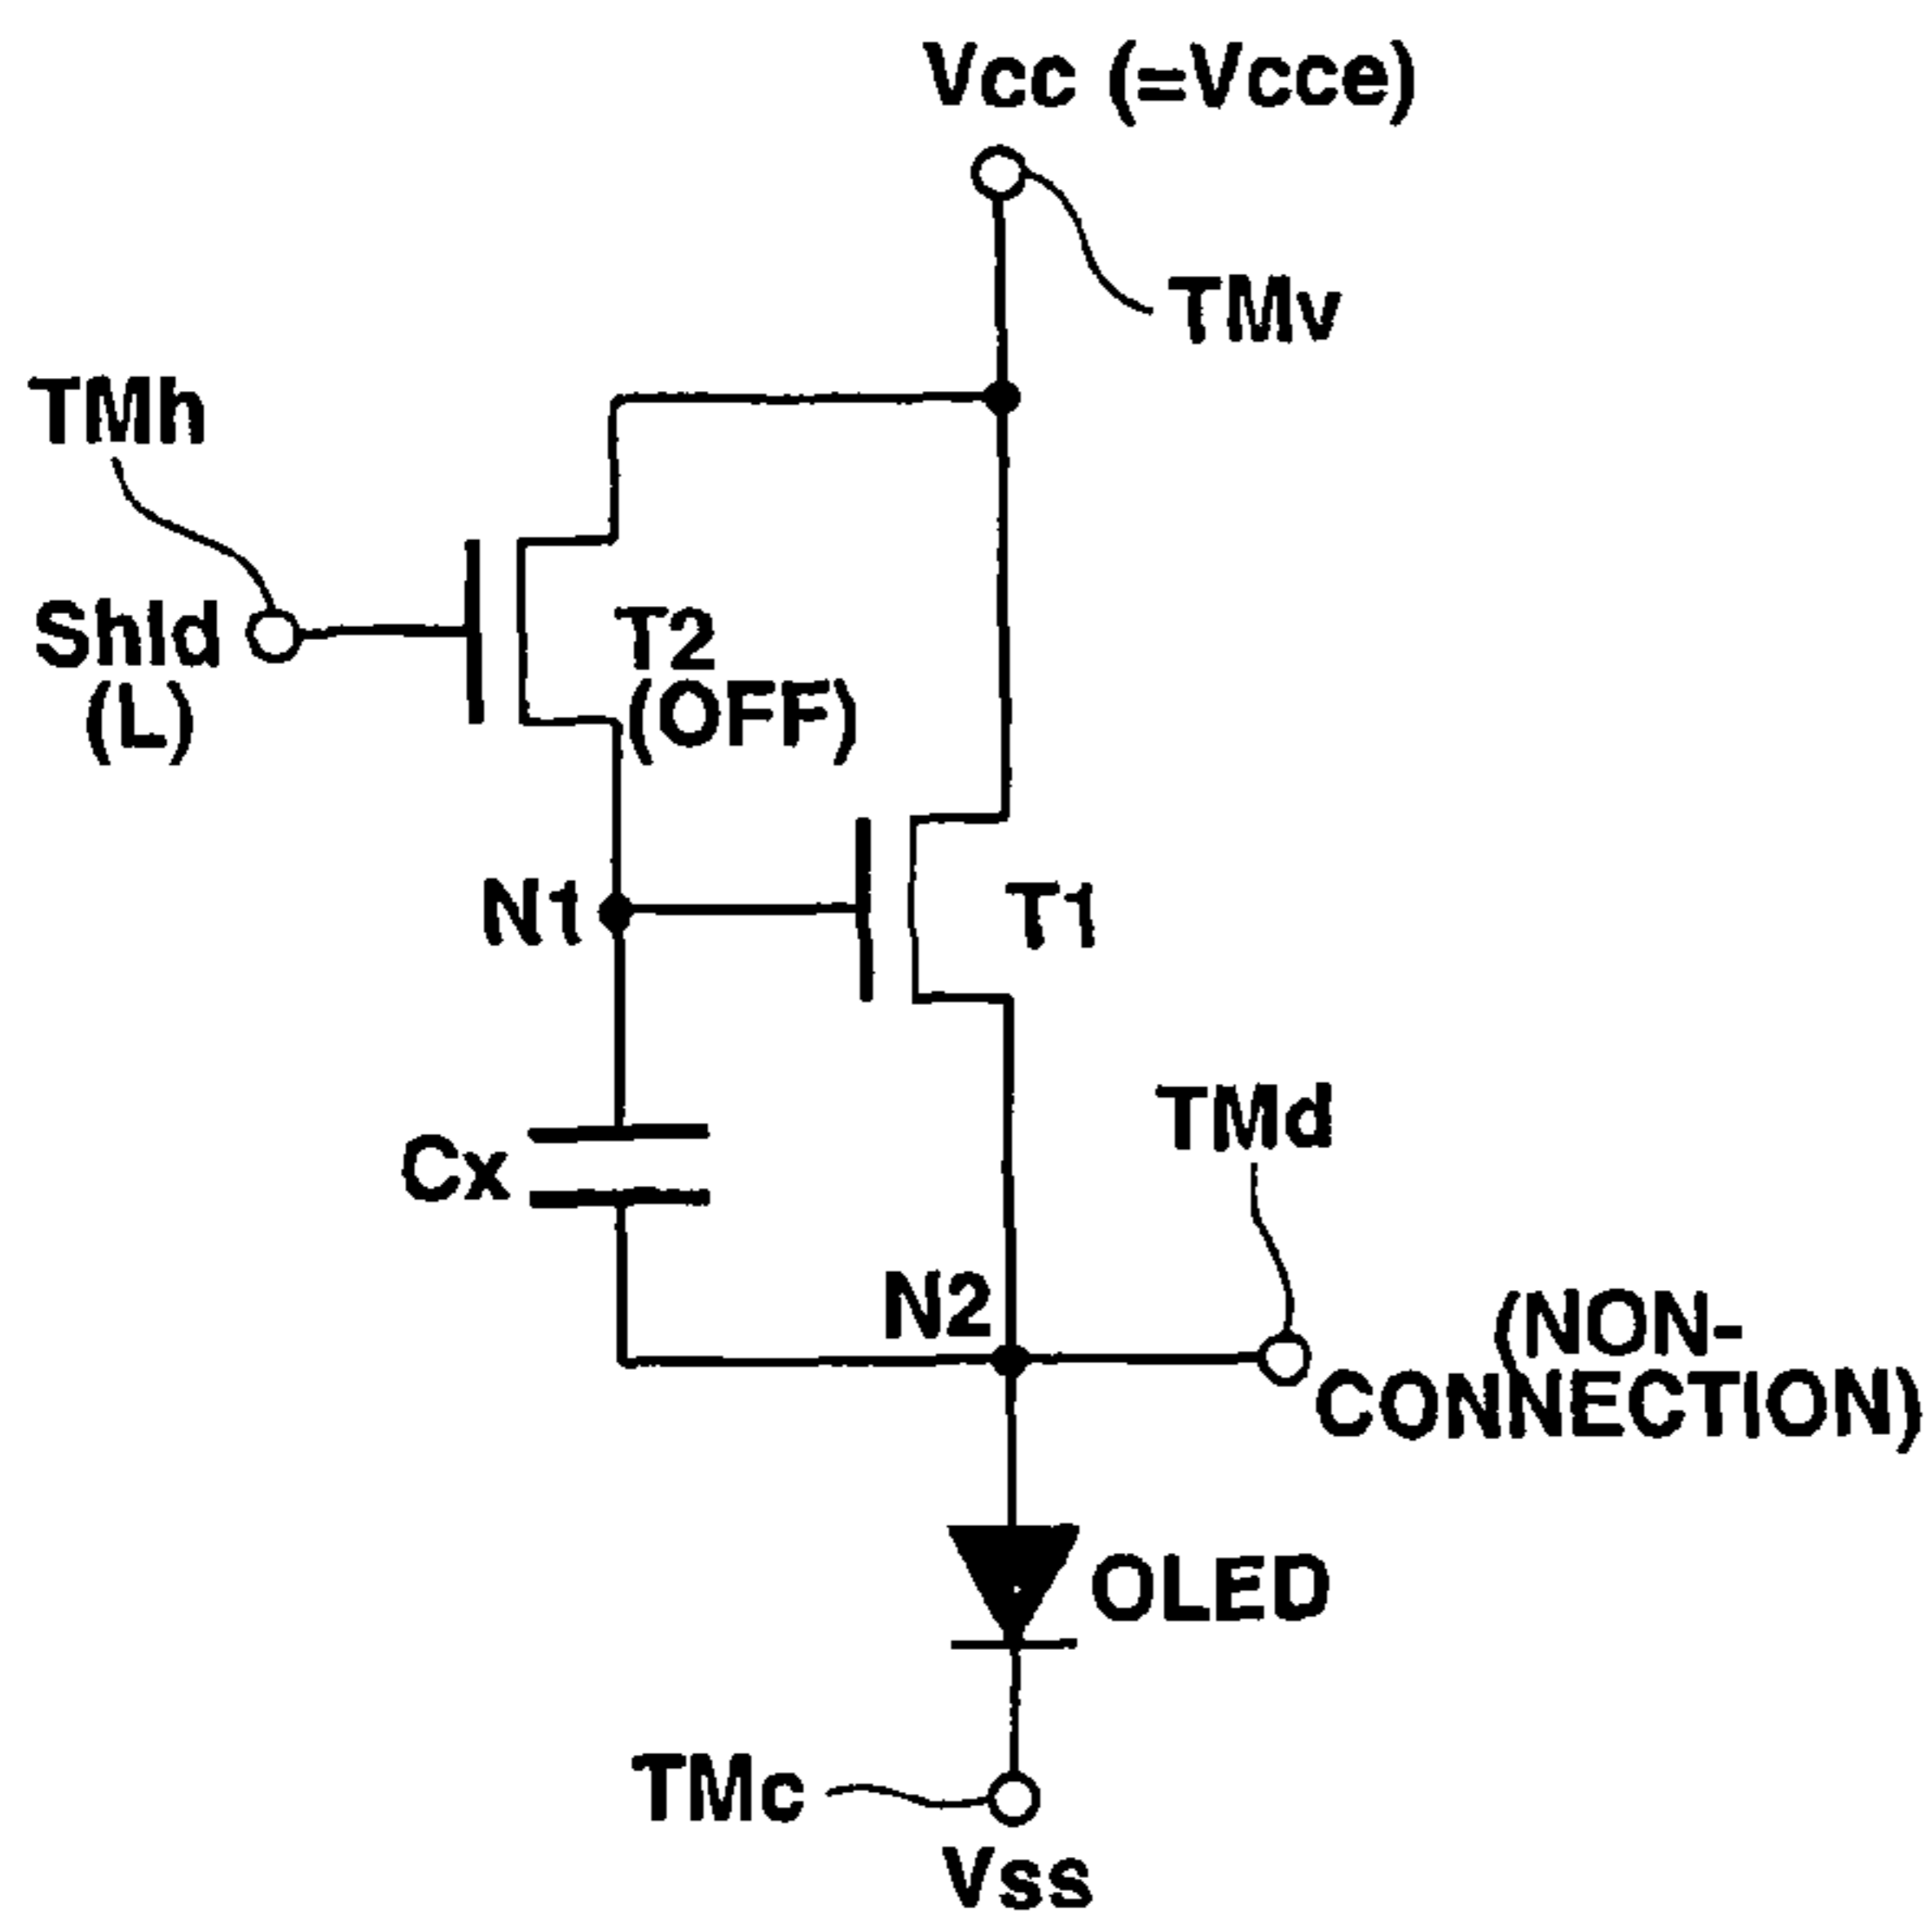 Vcc (=Vcce)
TMv
TMh
Shld
(L)
T2
(OFF)
N1
T1
TMd
Cx
N2
(NON-
CONNECTION)
OLED
TMc
Vss